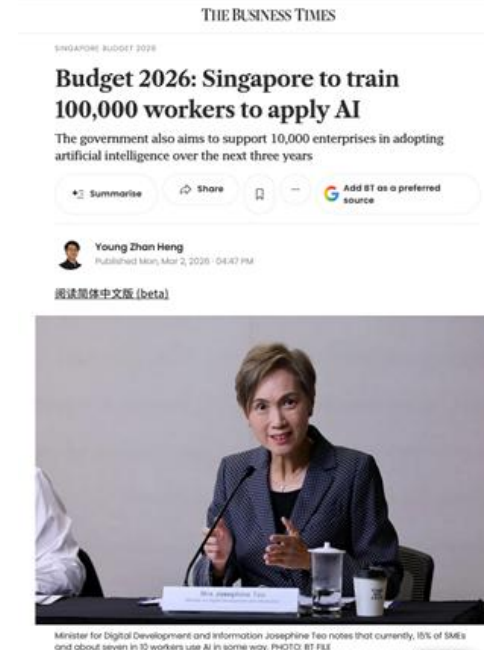 THE BUSINESS TIMES
SINGAPORE BUDGET 2026
Budget 2026: Singapore to train
100,000 workers to apply AI
The government also aims to support 10,000 enterprises in adopting
artificial intelligence over the next three years
Summarise
Share
Add BT as a preferred
source
Young Zhan Heng
Published Mon, Mar 2, 2026 · 04:47 PM
阅读简体中文版 (beta)
Mrs Josephine Teo
Minister for Digital Development and Information Josephine Teo notes that currently, 15% of SMEs
and about seven in 10 workers use AI in some way. PHOTO: BT FILE